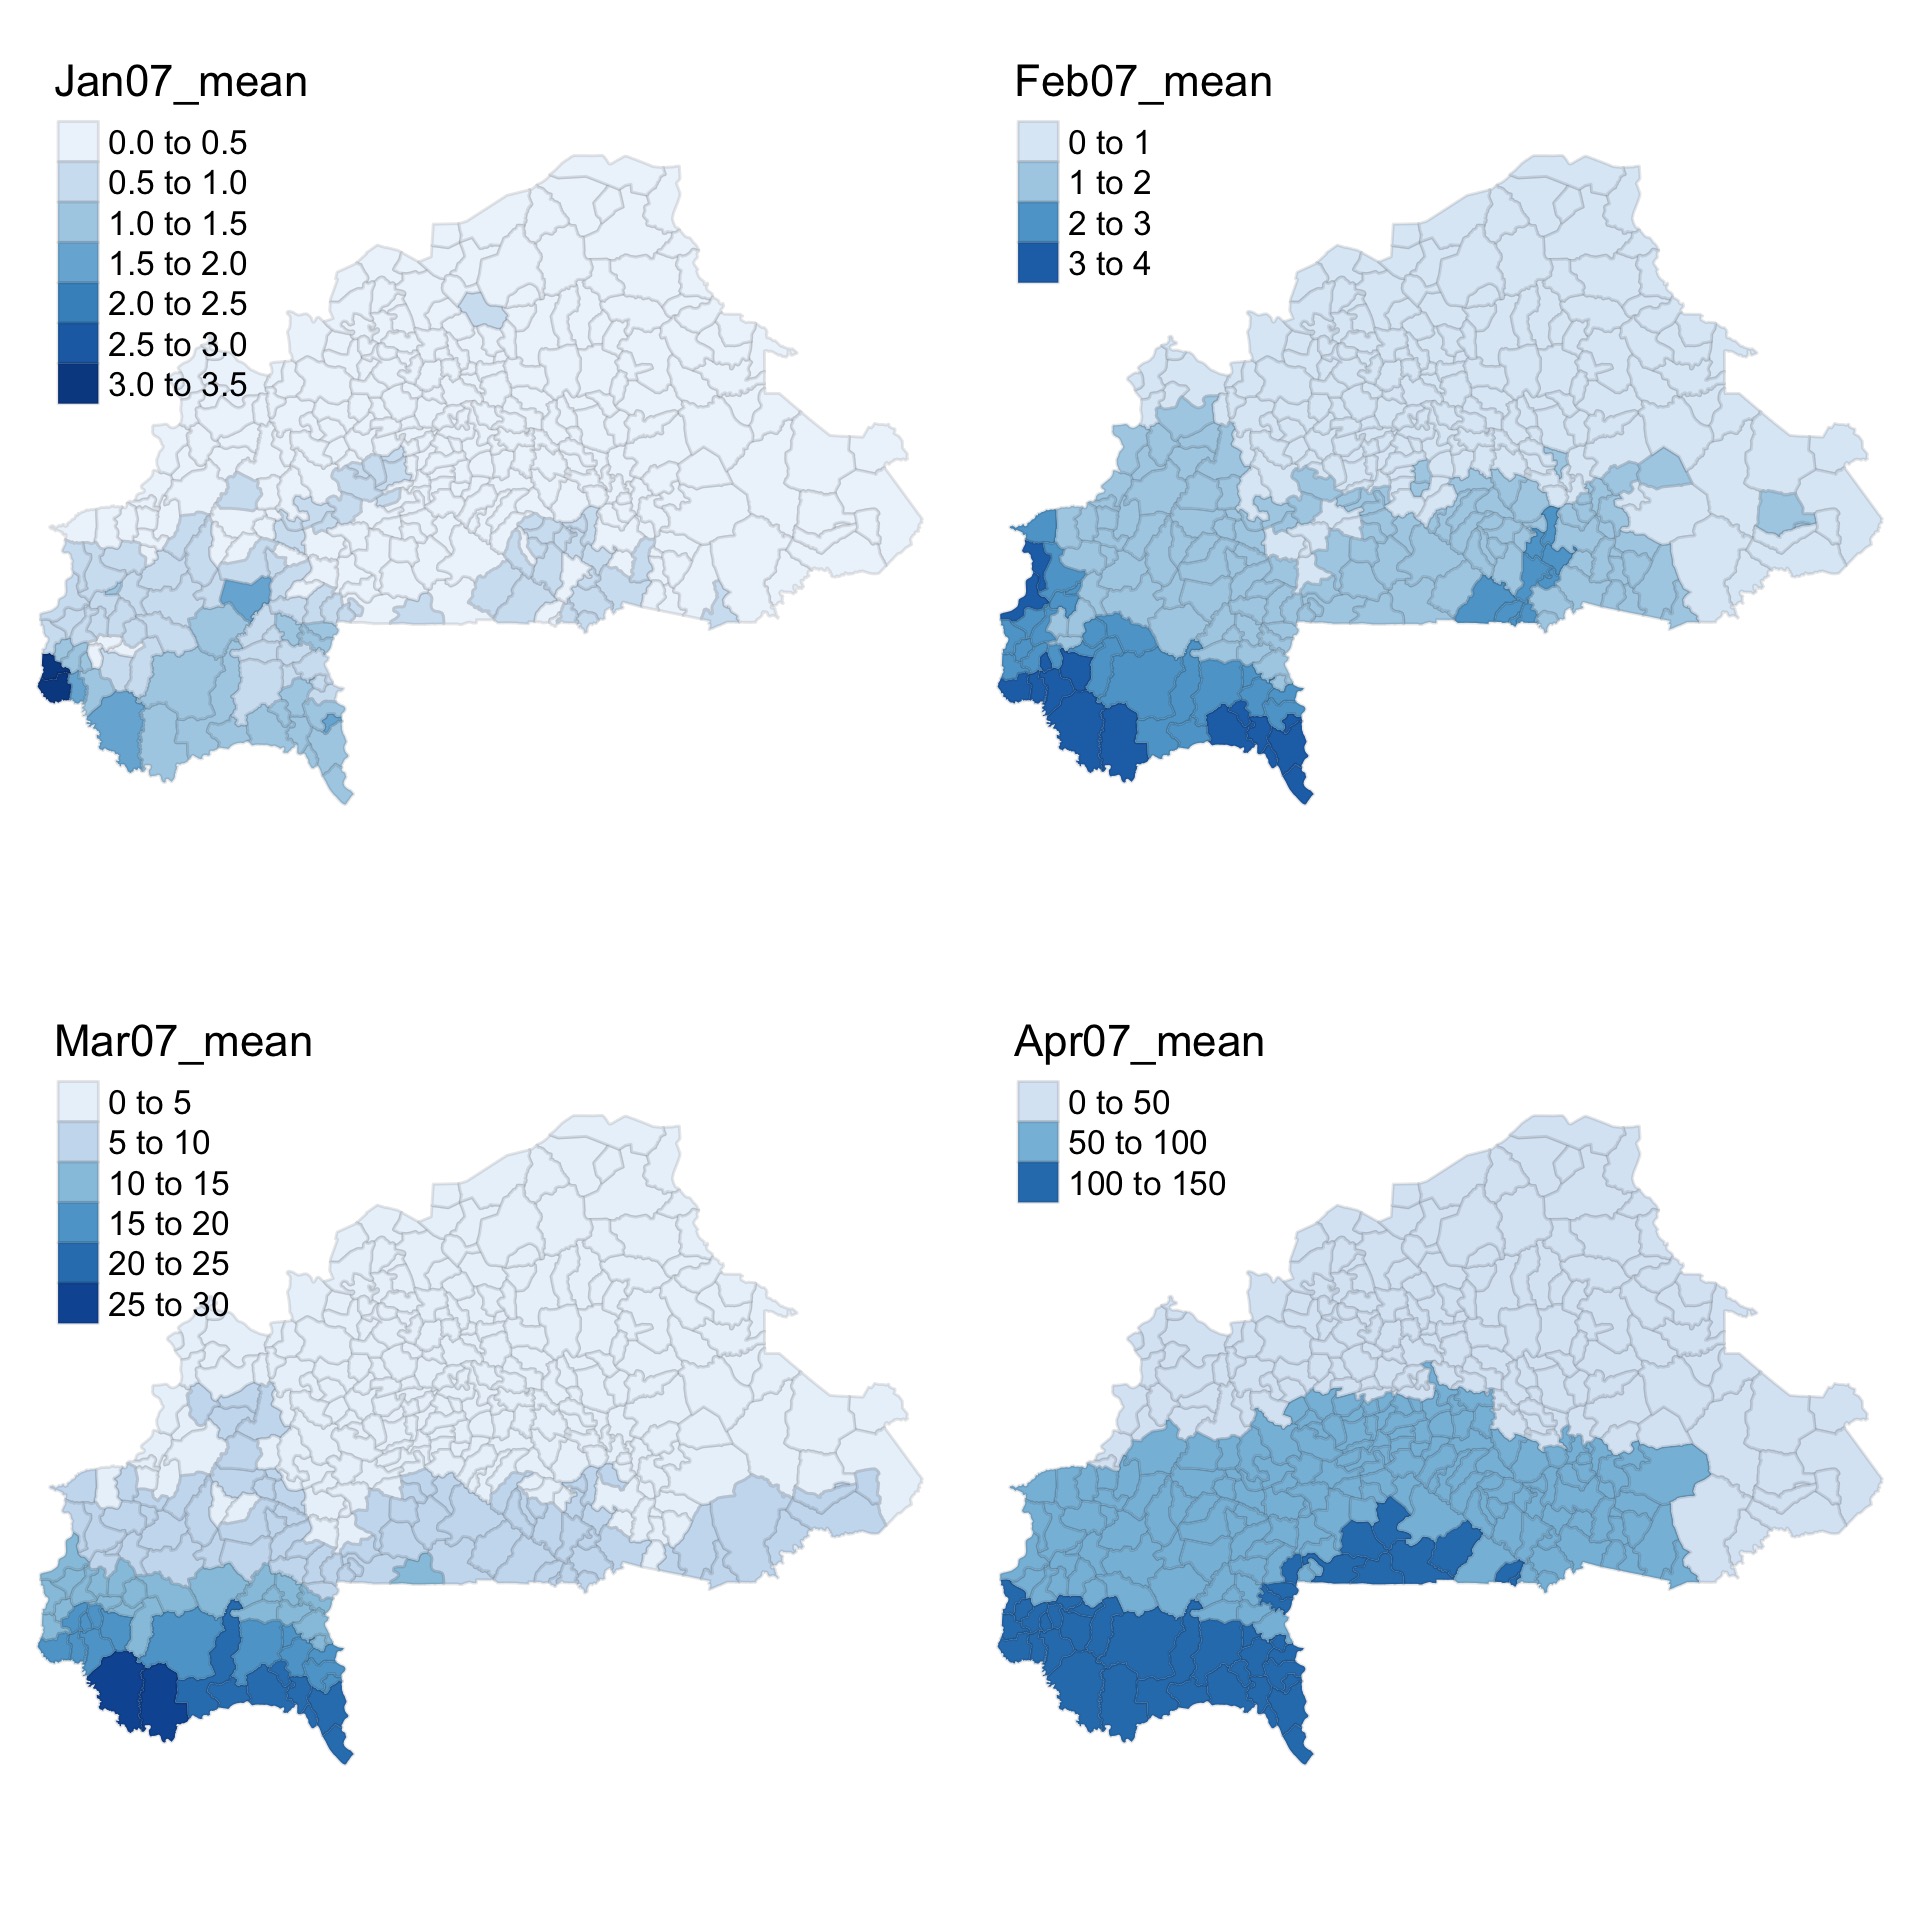 Jan07_mean
0.0 to 0.5
0.5 to 1.0
1.0 to 1.5
1.5 to 2.0
2.0 to 2.5
2.5 to 3.0
3.0 to 3.5
Feb07_mean
0 to 1
1 to 2
2 to 3
3 to 4
Mar07_mean
0 to 5
5 to 10
10 to 15
15 to 20
20 to 25
25 to 30
Apr07_mean
0 to 50
50 to 100
100 to 150